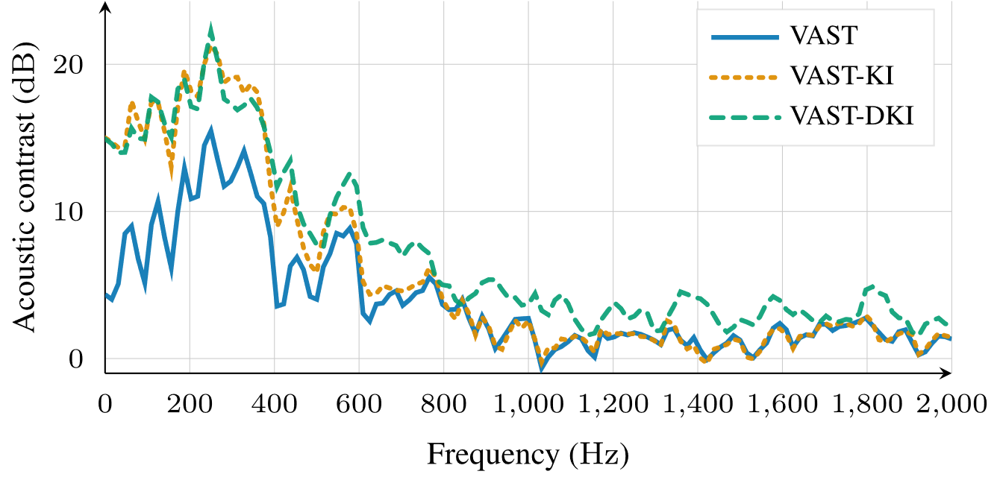 Acoustic contrast (dB)
20
10
0
VAST
VAST-KI
VAST-DKI
0 200 400 600 800 1,000 1,200 1,400 1,600 1,800 2,000
Frequency (Hz)